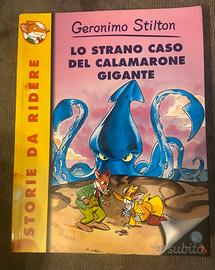 Geronimo Stilton
LO STRANO CASO
DEL CALAMARONE
GIGANTE
STORIE DA RIDERE
subito